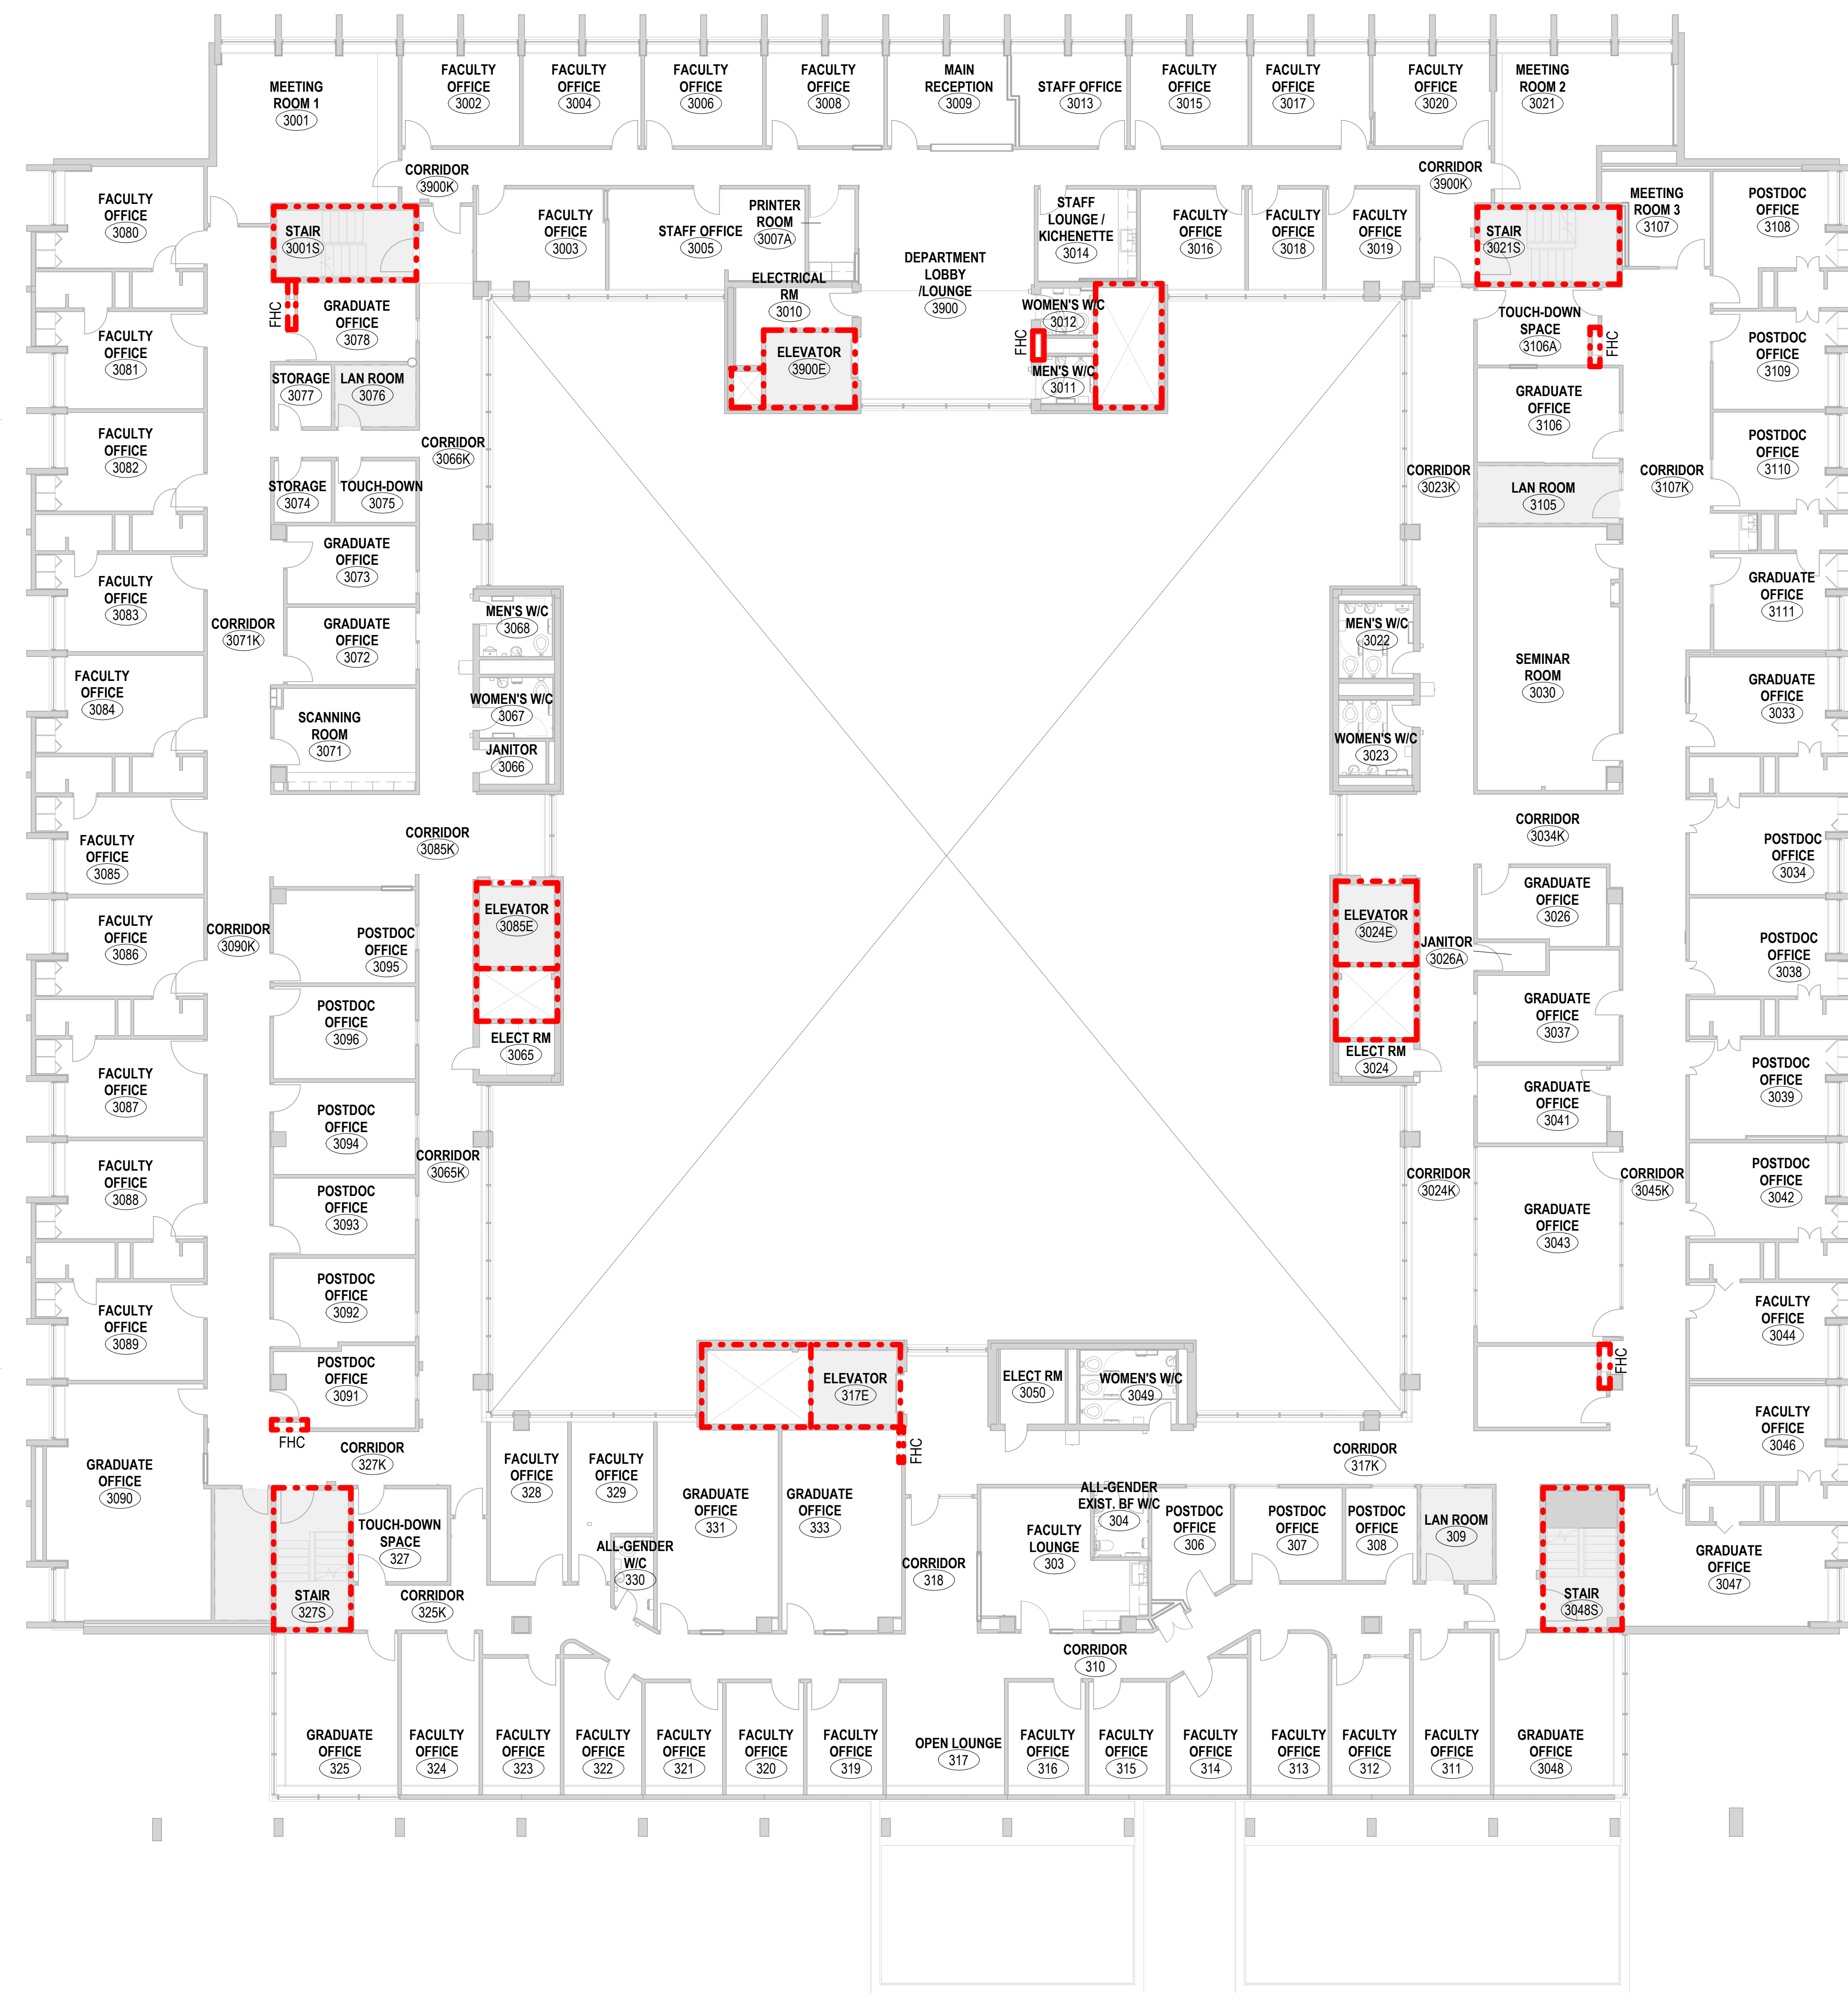 MEETING
ROOM 1
3001
FACULTY
OFFICE
3002
FACULTY
OFFICE
3004
FACULTY
OFFICE
3006
FACULTY
OFFICE
3008
MAIN
RECEPTION
3009
STAFF OFFICE
3013
FACULTY
OFFICE
3015
FACULTY
OFFICE
3017
FACULTY
OFFICE
3020
MEETING
ROOM 2
3021
CORRIDOR
3900K
CORRIDOR
3900K
FACULTY
OFFICE
3080
STAIR
3001S
FACULTY
OFFICE
3003
STAFF OFFICE
3005
PRINTER
ROOM
3007A
DEPARTMENT
LOBBY
/LOUNGE
3900
STAFF
LOUNGE /
KICHENETTE
3014
FACULTY
OFFICE
3016
FACULTY
OFFICE
3018
FACULTY
OFFICE
3019
STAIR
3021S
MEETING
ROOM 3
3107
POSTDOC
OFFICE
3108
FHC
GRADUATE
OFFICE
3078
ELECTRICAL
RM
3010
ELEVATOR
3900E
WOMEN'S W/C
3012
FHC
MEN'S W/C
3011
TOUCH-DOWN
SPACE
3106A
FHC
POSTDOC
OFFICE
3109
FACULTY
OFFICE
3081
STORAGE
3077
LAN ROOM
3076
GRADUATE
OFFICE
3106
FACULTY
OFFICE
3082
CORRIDOR
3066K
CORRIDOR
3023K
CORRIDOR
3107K
POSTDOC
OFFICE
3110
STORAGE
3074
TOUCH-DOWN
3075
LAN ROOM
3105
GRADUATE
OFFICE
3073
FACULTY
OFFICE
3083
CORRIDOR
3071K
GRADUATE
OFFICE
3072
MEN'S W/C
3068
MEN'S W/C
3022
GRADUATE
OFFICE
3111
FACULTY
OFFICE
3084
SCANNING
ROOM
3071
WOMEN'S W/C
3067
JANITOR
3066
WOMEN'S W/C
3023
SEMINAR
ROOM
3030
GRADUATE
OFFICE
3033
FACULTY
OFFICE
3085
CORRIDOR
3085K
CORRIDOR
3034K
POSTDOC
OFFICE
3034
FACULTY
OFFICE
3086
CORRIDOR
3090K
POSTDOC
OFFICE
3095
ELEVATOR
3085E
ELEVATOR
3024E
JANITOR
3026A
GRADUATE
OFFICE
3026
POSTDOC
OFFICE
3038
POSTDOC
OFFICE
3096
ELECT RM
3065
ELECT RM
3024
GRADUATE
OFFICE
3037
FACULTY
OFFICE
3087
POSTDOC
OFFICE
3094
GRADUATE
OFFICE
3041
POSTDOC
OFFICE
3039
FACULTY
OFFICE
3088
POSTDOC
OFFICE
3093
CORRIDOR
3065K
CORRIDOR
3024K
GRADUATE
OFFICE
3043
CORRIDOR
3045K
POSTDOC
OFFICE
3042
FACULTY
OFFICE
3089
POSTDOC
OFFICE
3092
FACULTY
OFFICE
3044
POSTDOC
OFFICE
3091
FHC
ELEVATOR
317E
FHC
ELECT RM
3050
WOMEN'S W/C
3049
FHC
FACULTY
OFFICE
3046
GRADUATE
OFFICE
3090
CORRIDOR
327K
FACULTY
OFFICE
328
FACULTY
OFFICE
329
GRADUATE
OFFICE
331
GRADUATE
OFFICE
333
CORRIDOR
317K
TOUCH-DOWN
SPACE
327
ALL-GENDER
W/C
330
CORRIDOR
318
FACULTY
LOUNGE
303
ALL-GENDER
EXIST. BF W/C
304
POSTDOC
OFFICE
306
POSTDOC
OFFICE
307
POSTDOC
OFFICE
308
LAN ROOM
309
GRADUATE
OFFICE
3047
STAIR
327S
CORRIDOR
325K
STAIR
3048S
CORRIDOR
310
GRADUATE
OFFICE
325
FACULTY
OFFICE
324
FACULTY
OFFICE
323
FACULTY
OFFICE
322
FACULTY
OFFICE
321
FACULTY
OFFICE
320
FACULTY
OFFICE
319
OPEN LOUNGE
317
FACULTY
OFFICE
316
FACULTY
OFFICE
315
FACULTY
OFFICE
314
FACULTY
OFFICE
313
FACULTY
OFFICE
312
FACULTY
OFFICE
311
GRADUATE
OFFICE
3048